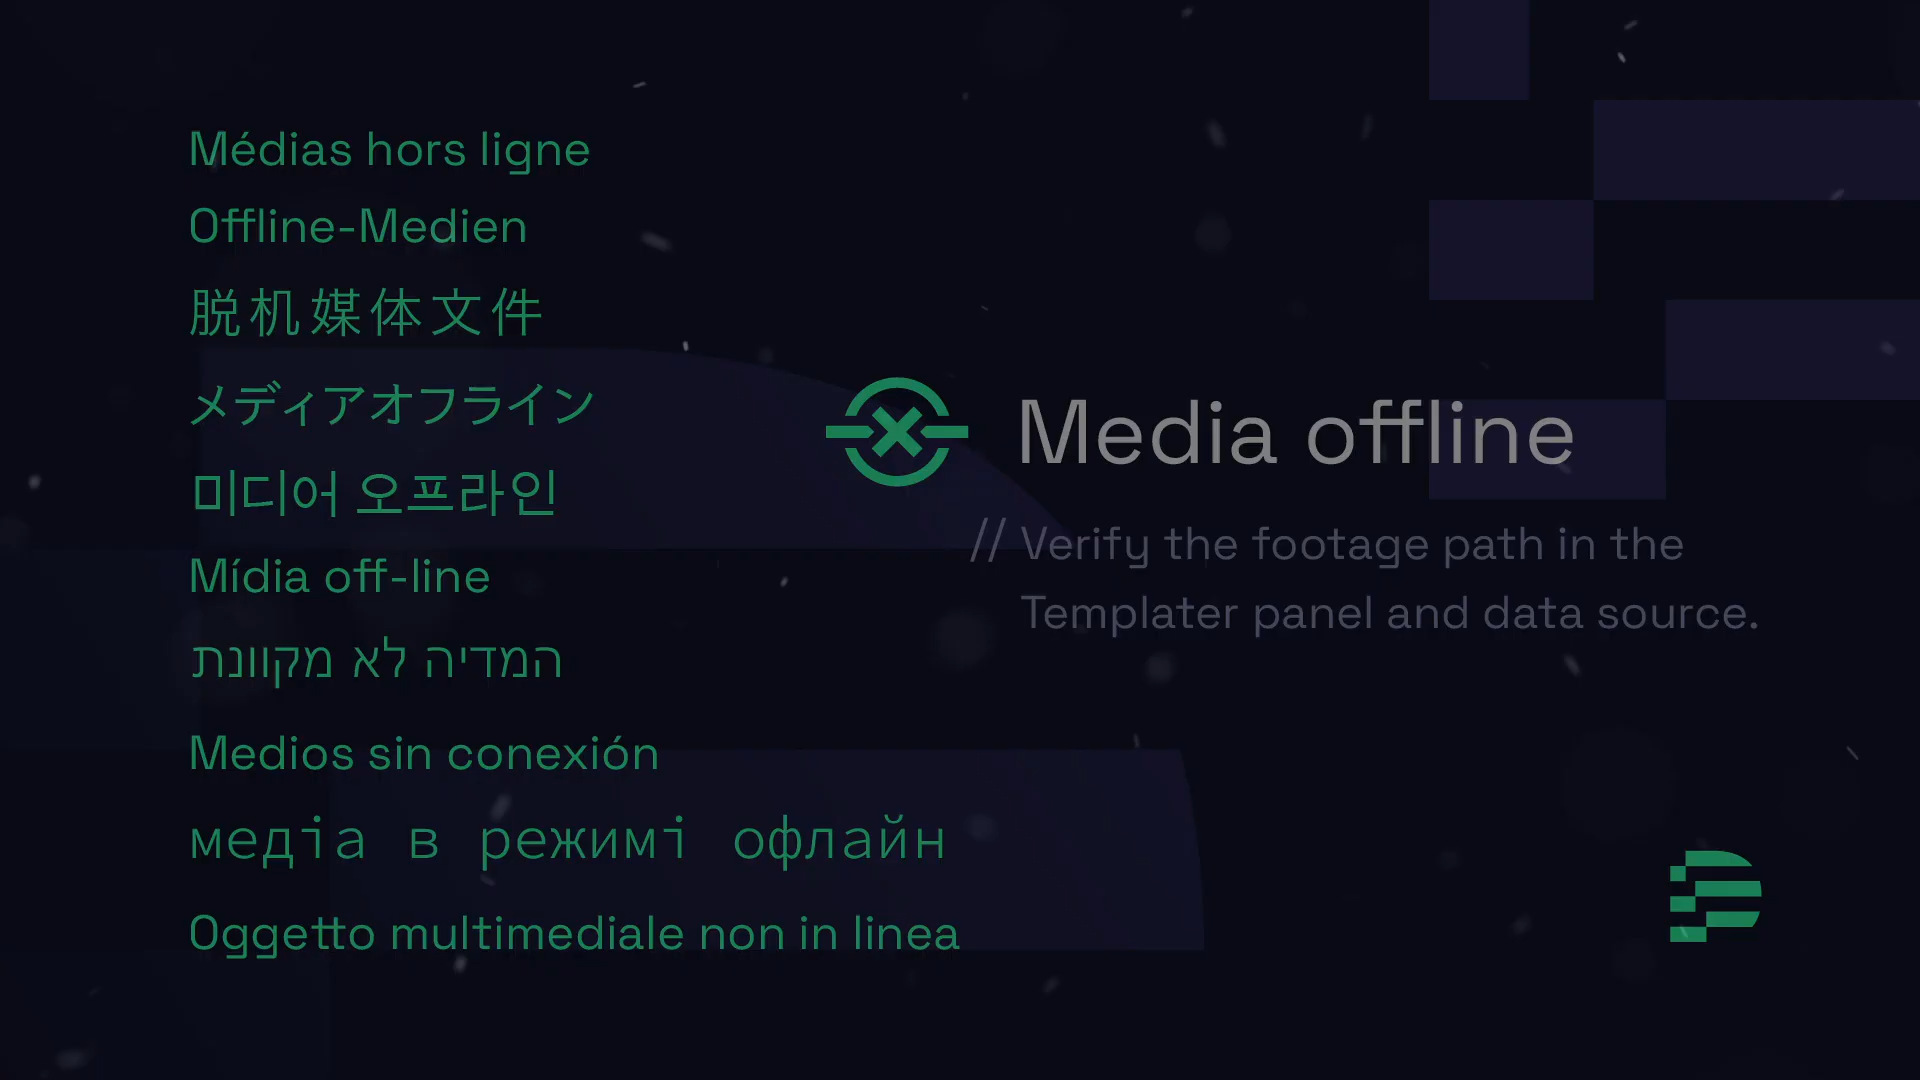 Médias hors ligne
Offline-Medien
脱机媒体文件
メディアオフライン
미디어 오프라인
Mídia off-line
המדיה לא מקוונת
Medios sin conexión
медіа в режимі офлайн
Oggetto multimediale non in linea
Media offline
// Verify the footage path in the
Templater panel and data source.